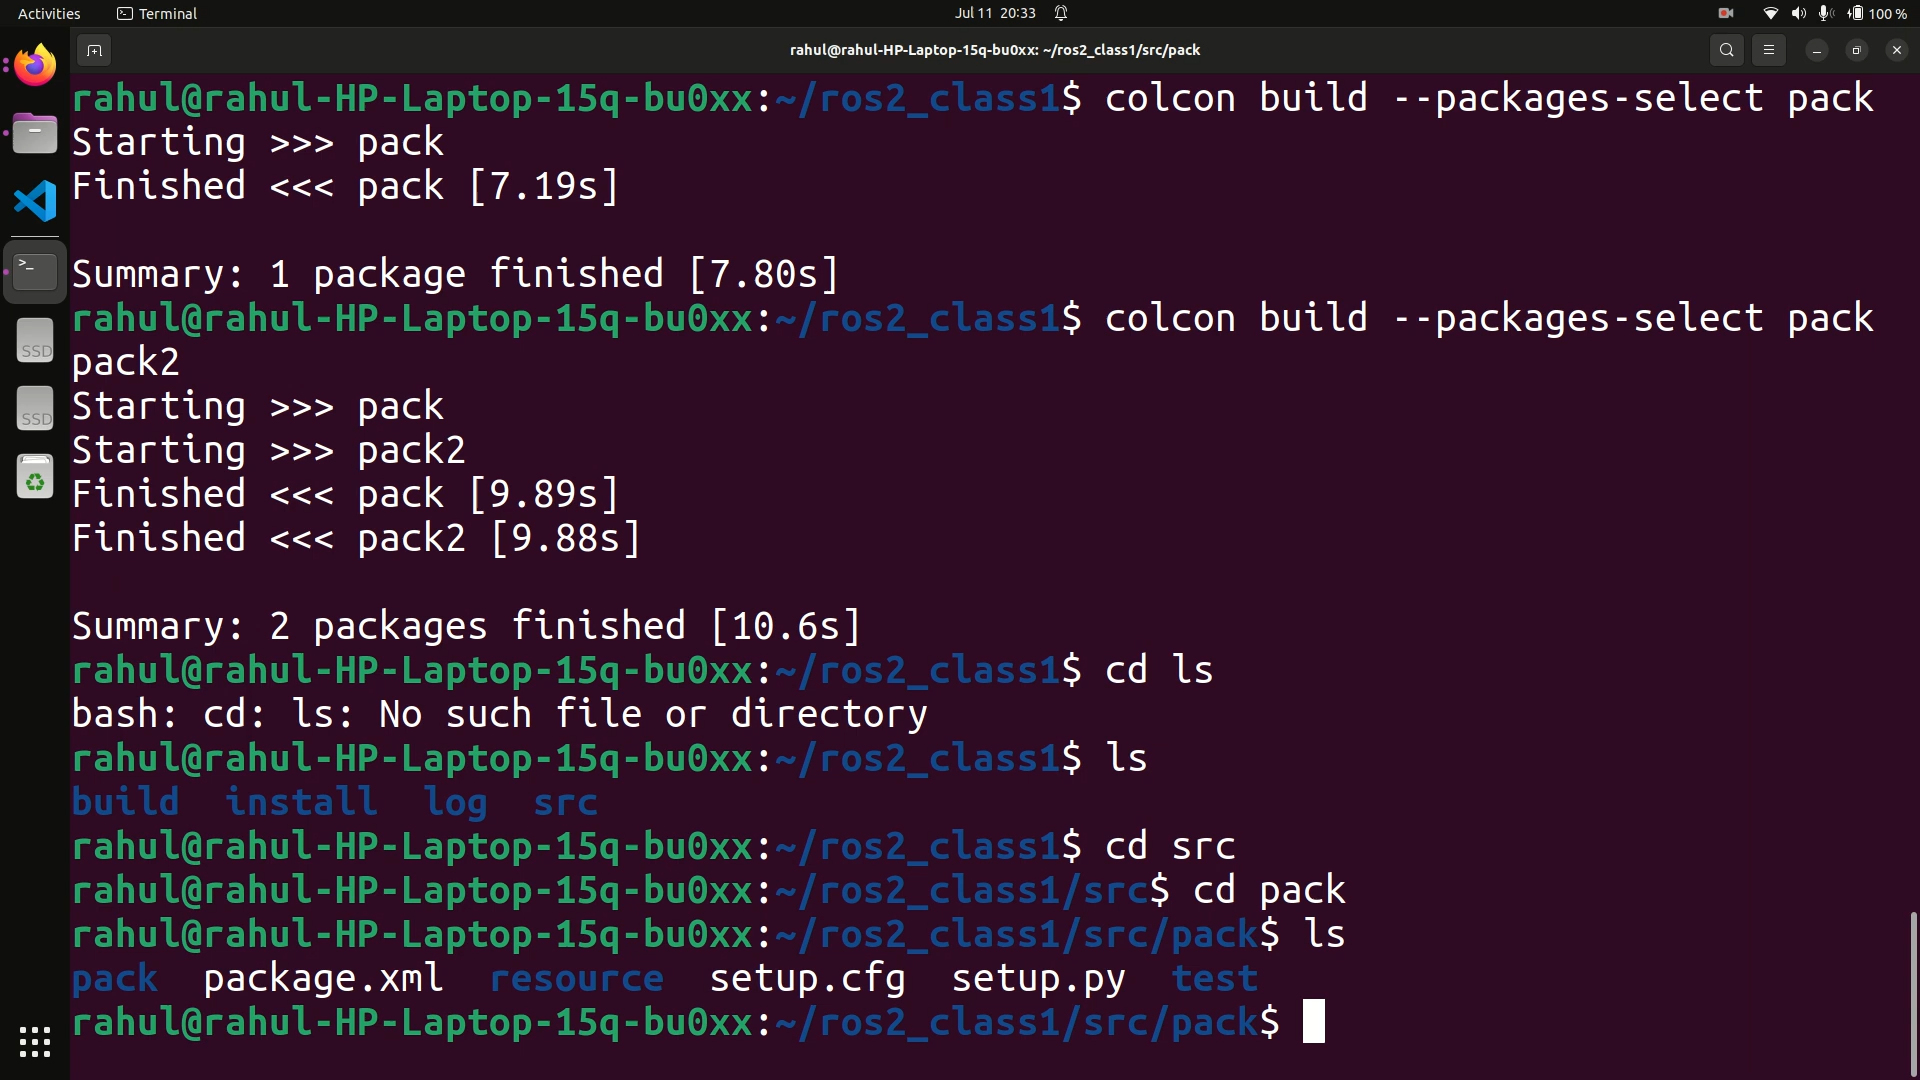 Activities Terminal Jul 11 20:33 100 %
rahul@rahul-HP-Laptop-15q-bu0xx: ~/ros2_class1/src/pack
rahul@rahul-HP-Laptop-15q-bu0xx:~/ros2_class1$ colcon build --packages-select pack
Starting >>> pack
Finished <<< pack [7.19s]
Summary: 1 package finished [7.80s]
rahul@rahul-HP-Laptop-15q-bu0xx:~/ros2_class1$ colcon build --packages-select pack
pack2
Starting >>> pack
Starting >>> pack2
Finished <<< pack [9.89s]
Finished <<< pack2 [9.88s]
Summary: 2 packages finished [10.6s]
rahul@rahul-HP-Laptop-15q-bu0xx:~/ros2_class1$ cd ls
bash: cd: ls: No such file or directory
rahul@rahul-HP-Laptop-15q-bu0xx:~/ros2_class1$ ls
build install log src
rahul@rahul-HP-Laptop-15q-bu0xx:~/ros2_class1$ cd src
rahul@rahul-HP-Laptop-15q-bu0xx:~/ros2_class1/src$ cd pack
rahul@rahul-HP-Laptop-15q-bu0xx:~/ros2_class1/src/pack$ ls
pack package.xml resource setup.cfg setup.py test
rahul@rahul-HP-Laptop-15q-bu0xx:~/ros2_class1/src/pack$
SSD
SSD